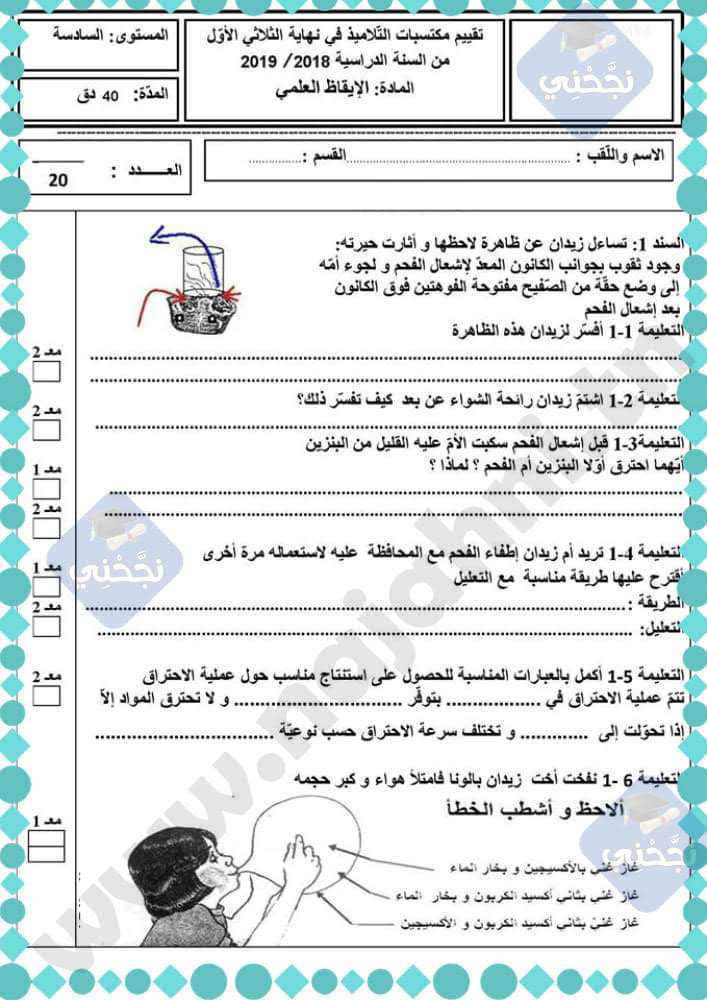 تقييم مكتسبات التّلاميذ في نهاية الثلاثي الأوّل
من السنة الدراسية 2018/ 2019
المادة: الإيقاظ العلمي
المستوى: السادسة
المدّة: 40 دق
نجّحْنِي
الاسم واللّقب : ............................................القسم :................
العـــدد : ــــــ
20
السند 1: تساءل زيدان عن ظاهرة لاحظها و أثارت حيرته:
وجود ثقوب بجوانب الكانون المعدّ لإشعال الفحم و لجوء أمّه
إلى وضع حقّة من الصّفيح مفتوحة الفوهتين فوق الكانون
بعد إشعال الفحم
التعليمة 1-1 أفسّر لزيدان هذه الظاهرة
مع 2
........................................................................
........................................................................
لتعليمة 2-1 اشتمّ زيدان رائحة الشواء عن بعد كيف تفسّر ذلك؟
مع 2
........................................................................
التعليمة3-1 قبل إشعال الفحم سكبت الأمّ عليه القليل من البنزين
أيّهما احترق أوّلا البنزين أم الفحم ؟ لماذا ؟
مع 1
........................................................................
مع 2
........................................................................
لتعليمة 4-1 تريد أم زيدان إطفاء الفحم مع المحافظة عليه لاستعماله مرة أخرى
أقترح عليها طريقة مناسبة مع التعليل
مع 1
الطريقة :........................................................................
مع 2
لتعليل: ........................................................................
نجّحْنِي
لتعليمة 5-1 أكمل بالعبارات المناسبة للحصول على استنتاج مناسب حول عملية الاحتراق
مع 2
تتمّ عملية الاحتراق في .................. بتوفّر ............................... و لا تحترق المواد إلاّ
إذا تحوّلت إلى ............. و تختلف سرعة الاحتراق حسب نوعيّة ...................................
لتعليمة 6 -1 نفخت أخت زيدان بالونا فامتلأ هواء و كبر حجمه
ألاحظ و أشطب الخطأ
مع 1
غاز غني بالأكسيجين و بخار الماء
غاز غني بثاني أكسيد الكربون و بخار الماء
غاز غنيّ بثاني أكسيد الكربون و الأكسيجين
نجّحْنِي
www.najahni.tn